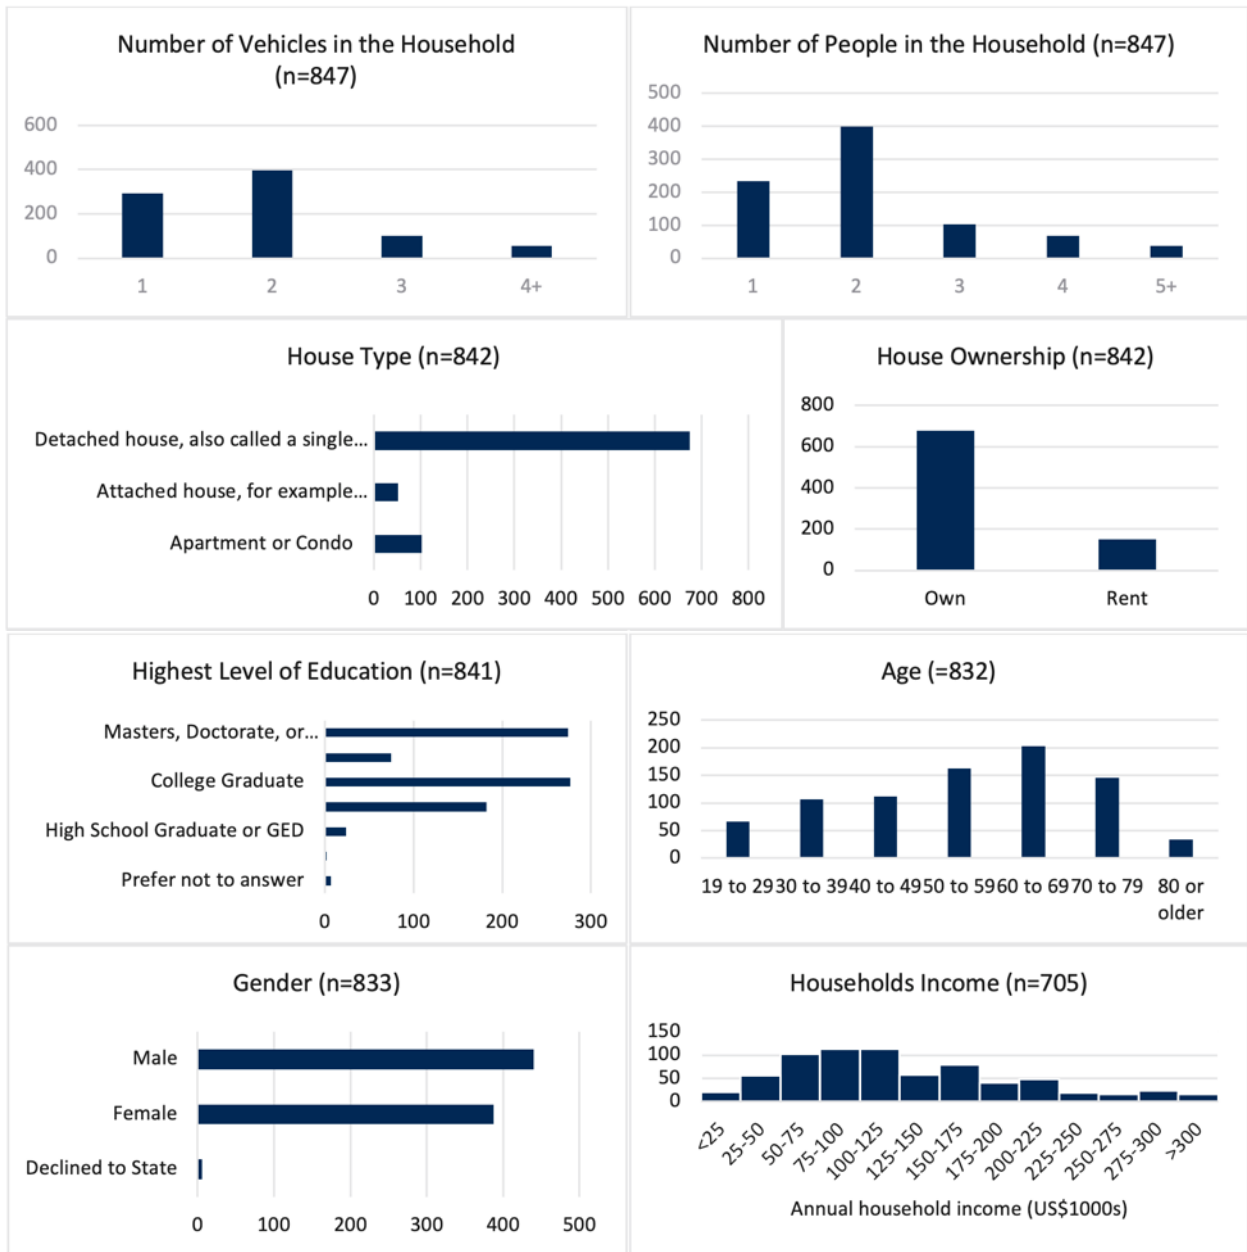 Number of Vehicles in the Household
(n=847)
600
400
200
0
1 2 3 4+
Number of People in the Household (n=847)
500
400
300
200
100
0
1 2 3 4 5+
House Type (n=842)
Detached house, also called a single...
Attached house, for example...
Apartment or Condo
0 100 200 300 400 500 600 700 800
House Ownership (n=842)
800
600
400
200
0
Own Rent
Highest Level of Education (n=841)
Masters, Doctorate, or...
College Graduate
High School Graduate or GED
Prefer not to answer
0 100 200 300
Age (=832)
250
200
150
100
50
0
19 to 29 30 to 39 40 to 49 50 to 59 60 to 69 70 to 79 80 or
older
Gender (n=833)
Male
Female
Declined to State
0 100 200 300 400 500
Households Income (n=705)
150
100
50
0
<25 25-50 50-75 75-100 100-125 125-150 150-175 175-200 200-225 225-250 250-275 275-300 >300
Annual household income (US$1000s)